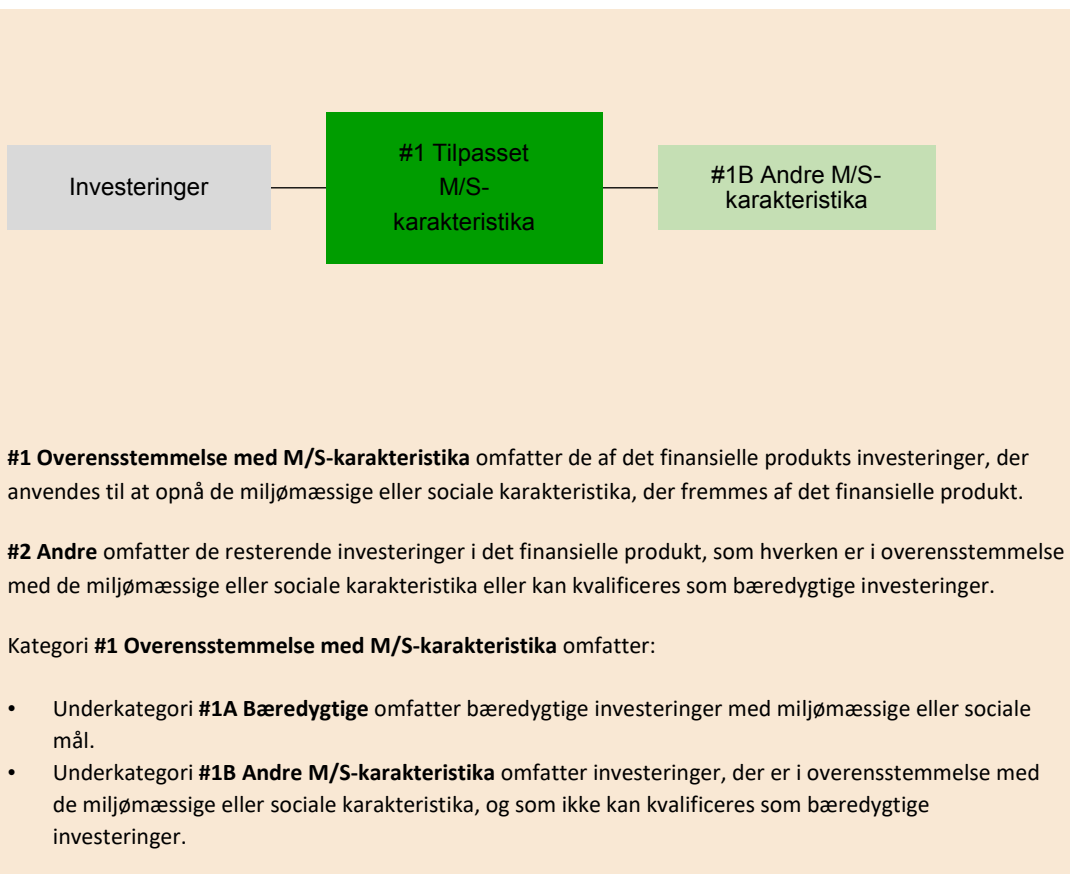 Investeringer
#1 Tilpasset
M/S-
karakteristika
#1B Andre M/S-
karakteristika
#1 Overensstemmelse med M/S-karakteristika omfatter de af det finansielle produkts investeringer, der
anvendes til at opnå de miljømæssige eller sociale karakteristika, der fremmes af det finansielle produkt.
#2 Andre omfatter de resterende investeringer i det finansielle produkt, som hverken er i overensstemmelse
med de miljømæssige eller sociale karakteristika eller kan kvalificeres som bæredygtige investeringer.
Kategori #1 Overensstemmelse med M/S-karakteristika omfatter:
• Underkategori #1A Bæredygtige omfatter bæredygtige investeringer med miljømæssige eller sociale
mål.
• Underkategori #1B Andre M/S-karakteristika omfatter investeringer, der er i overensstemmelse med
de miljømæssige eller sociale karakteristika, og som ikke kan kvalificeres som bæredygtige
investeringer.